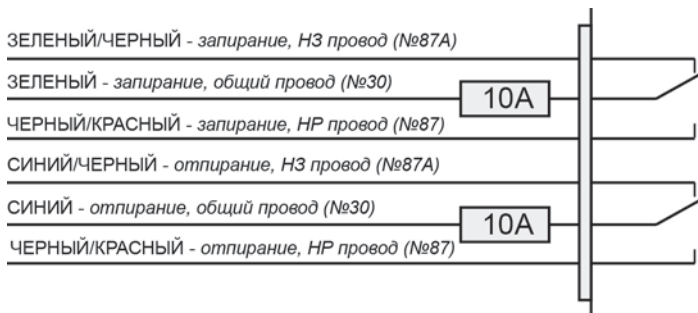 ЗЕЛЕНЫЙ/ЧЕРНЫЙ - запирание, НЗ провод (№87А)
ЗЕЛЕНЫЙ - запирание, общий провод (№30)
10А
ЧЕРНЫЙ/КРАСНЫЙ - запирание, НР провод (№87)
СИНИЙ/ЧЕРНЫЙ - отпирание, НЗ провод (№87А)
СИНИЙ - отпирание, общий провод (№30)
10А
ЧЕРНЫЙ/КРАСНЫЙ - отпирание, НР провод (№87)